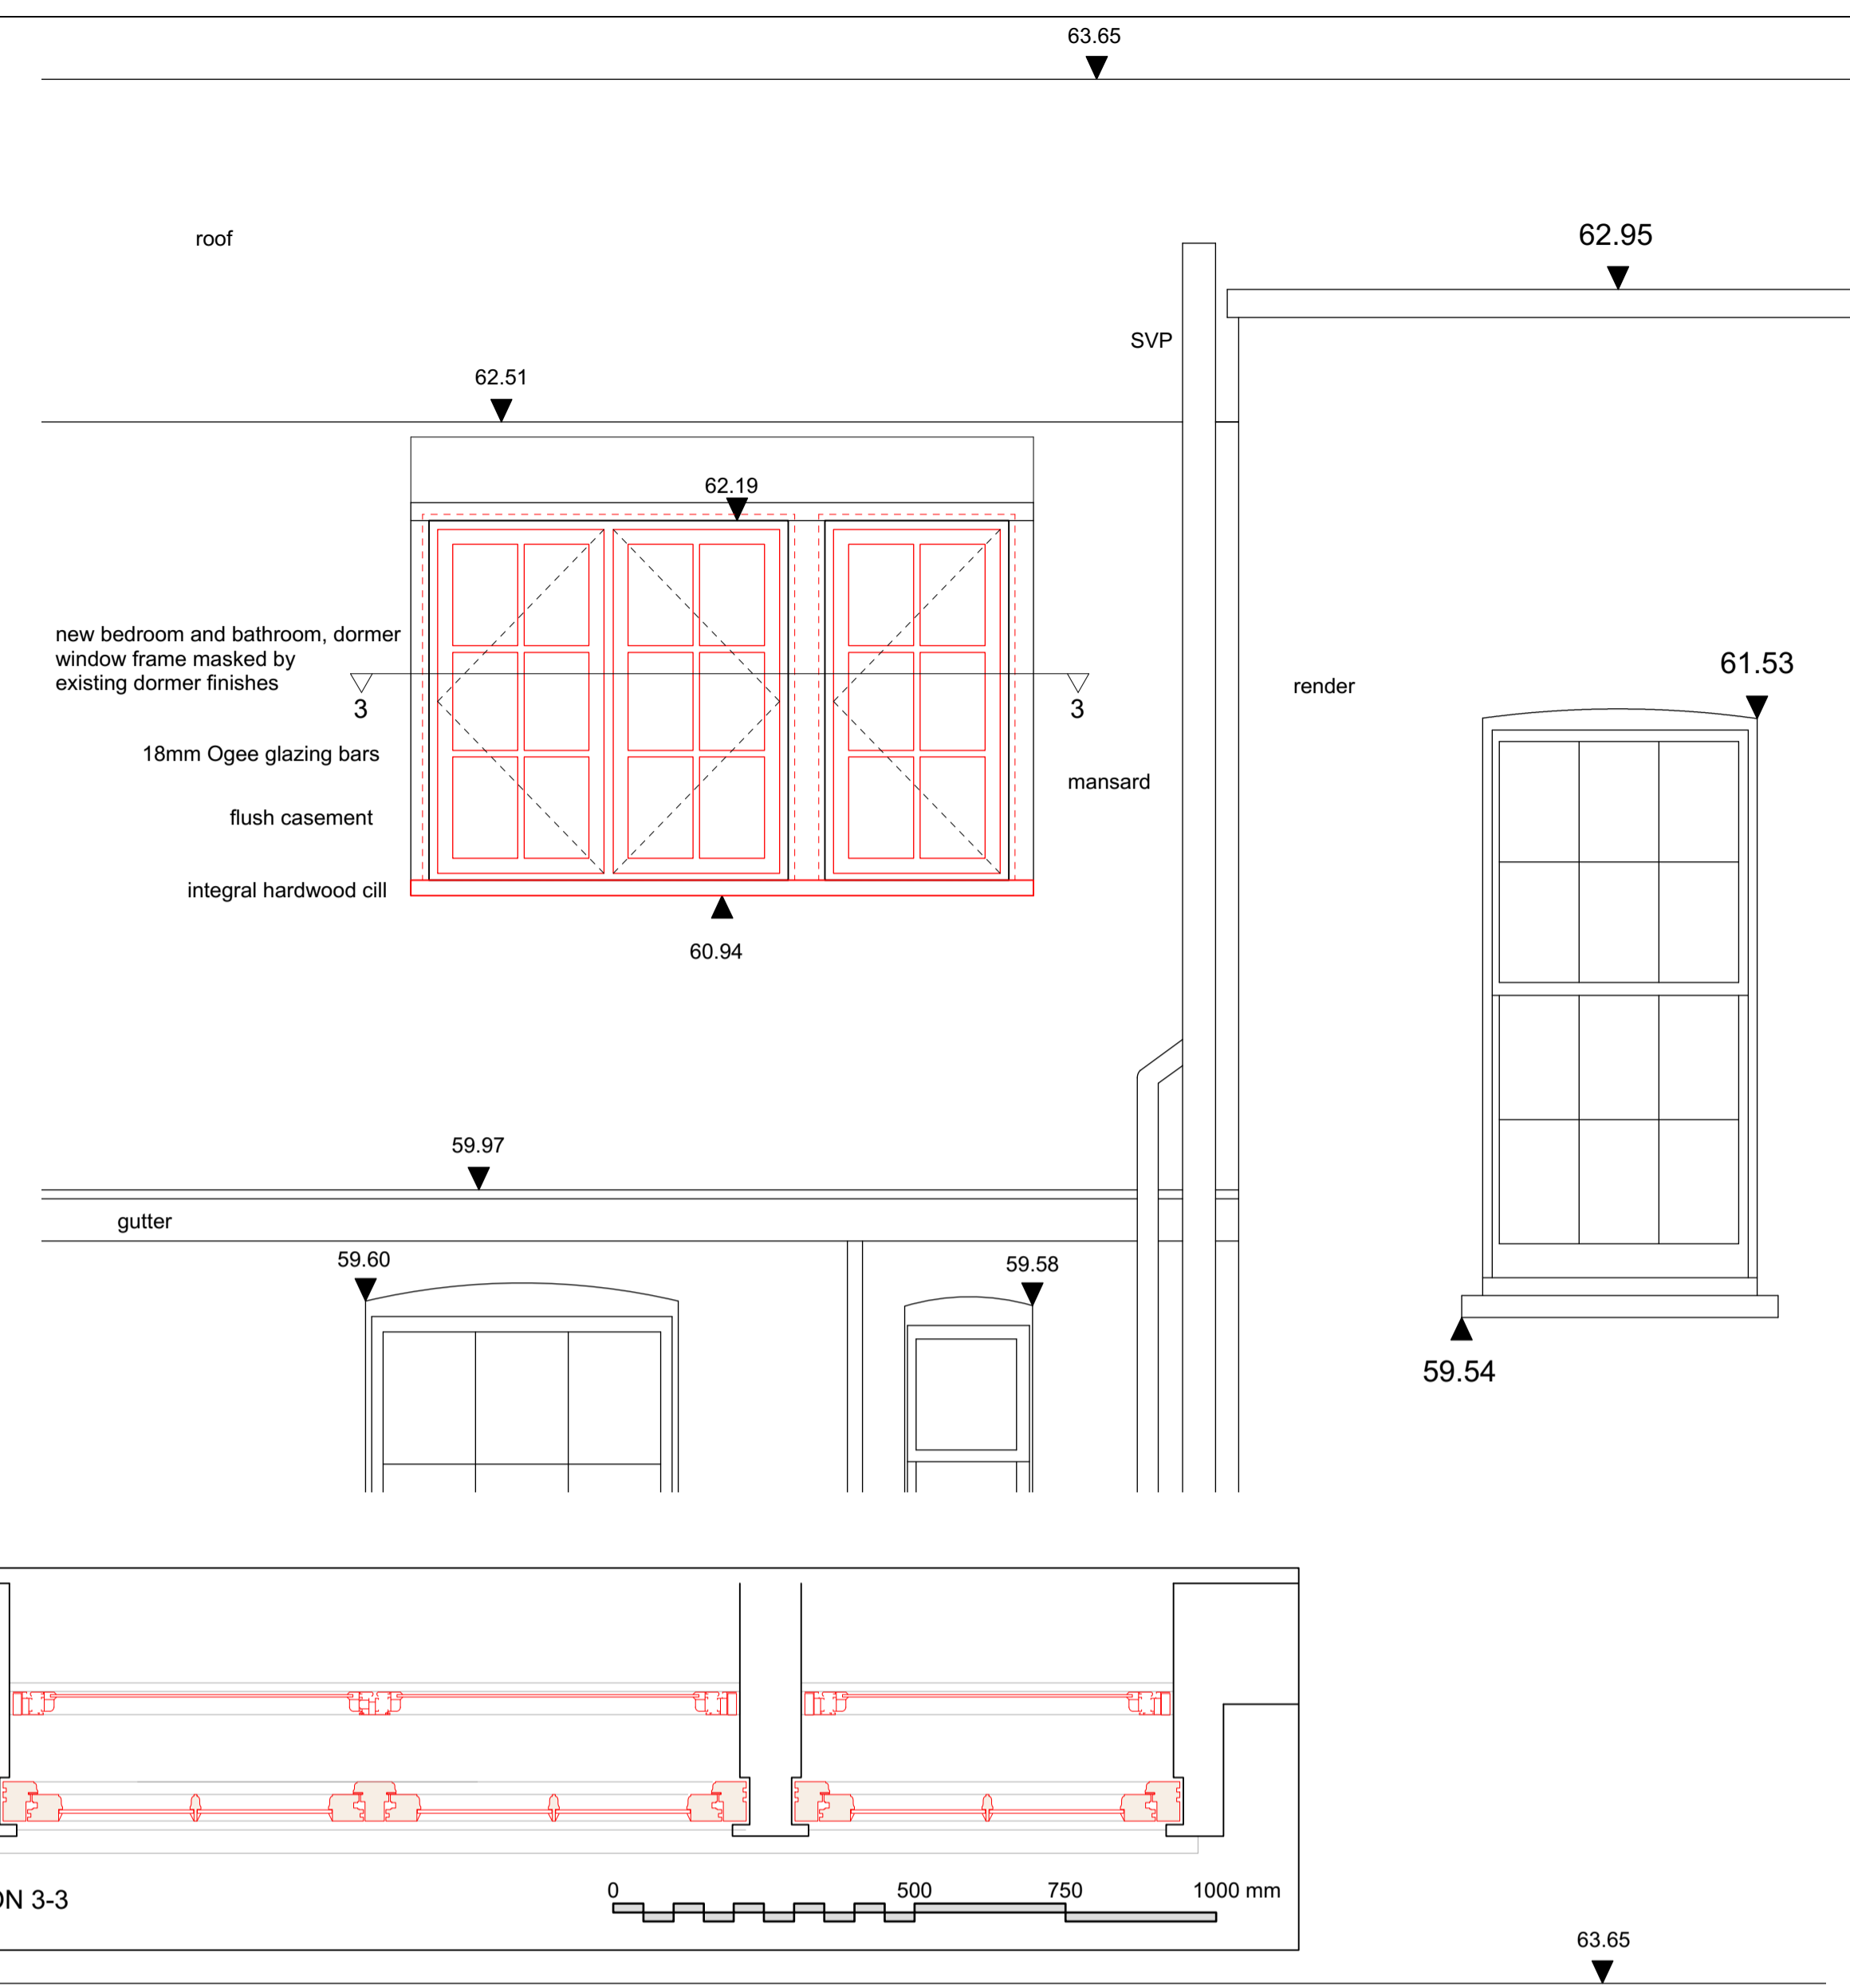 63.65
roof
62.95
SVP
62.51
62.19
new bedroom and bathroom, dormer
window frame masked by
existing dormer finishes
3
3
render
61.53
18mm Ogee glazing bars
mansard
flush casement
integral hardwood cill
60.94
59.97
gutter
59.60
59.58
59.54
ON 3-3
0 500 750 1000 mm
63.65